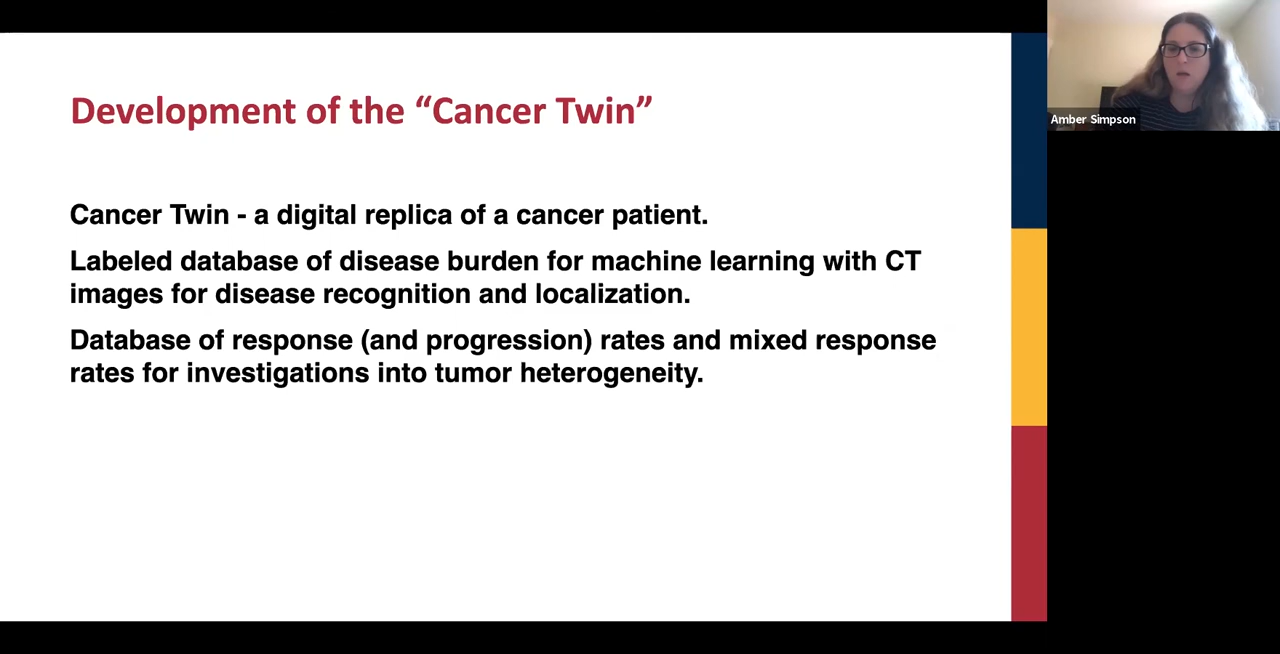 Development of the “Cancer Twin”
Cancer Twin - a digital replica of a cancer patient.
Labeled database of disease burden for machine learning with CT
images for disease recognition and localization.
Database of response (and progression) rates and mixed response
rates for investigations into tumor heterogeneity.
Amber Simpson